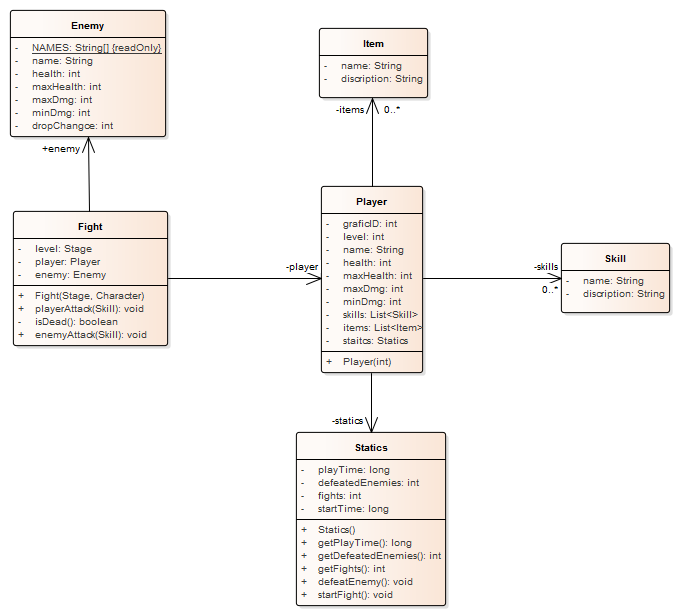 Enemy
- NAMES: String[] {readOnly}
- name: String
- health: int
- maxHealth: int
- maxDmg: int
- minDmg: int
- dropChangce: int
+enemy
Item
- name: String
- discription: String
-items 0..*
Fight
- level: Stage
- player: Player
- enemy: Enemy
+ Fight(Stage, Character)
+ playerAttack(Skill): void
- isDead(): boolean
+ enemyAttack(Skill): void
-player
Player
- graficID: int
- level: int
- name: String
- health: int
- maxHealth: int
- maxDmg: int
- minDmg: int
- skills: List<Skill>
- items: List<Item>
- staitcs: Statics
+ Player(int)
-skills
0..*
Skill
- name: String
- discription: String
-statics
Statics
- playTime: long
- defeatedEnemies: int
- fights: int
- startTime: long
+ Statics()
+ getPlayTime(): long
+ getDefeatedEnemies(): int
+ getFights(): int
+ defeatEnemy(): void
+ startFight(): void